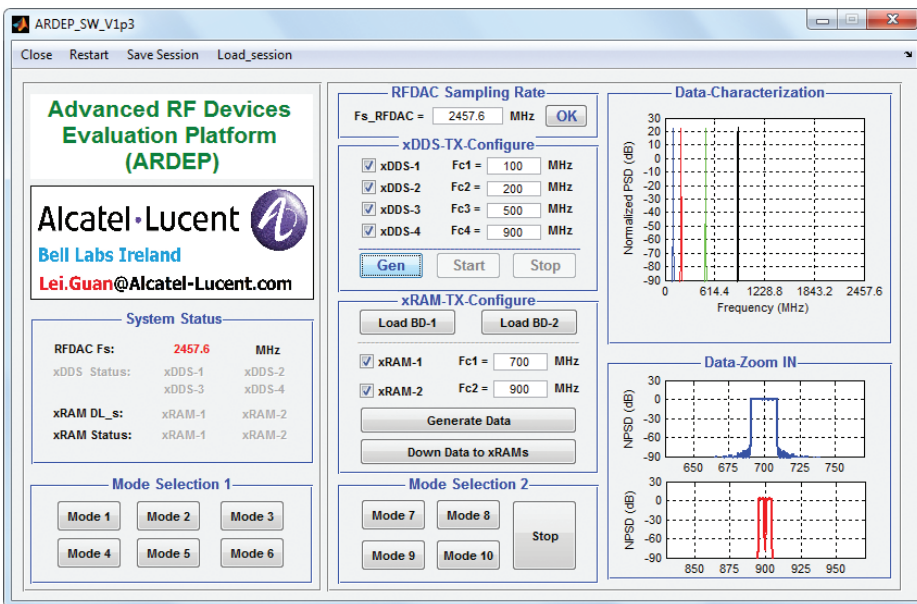 ARDEP_SW_V1p3
Close Restart Save Session Load_session
Advanced RF Devices
Evaluation Platform
(ARDEP)
Alcatel·Lucent
Bell Labs Ireland
Lei.Guan@Alcatel-Lucent.com
System Status
RFDAC Fs: 2457.6 MHz
xDDS Status: xDDS-1 xDDS-2
xDDS-3 xDDS-4
xRAM DL_s: xRAM-1 xRAM-2
xRAM Status: xRAM-1 xRAM-2
Mode Selection 1
Mode 1 Mode 2 Mode 3
Mode 4 Mode 5 Mode 6
RFDAC Sampling Rate
Fs_RFDAC = 2457.6 MHz OK
xDDS-TX-Configure
xDDS-1 Fc1 = 100 MHz
xDDS-2 Fc2 = 200 MHz
xDDS-3 Fc3 = 500 MHz
xDDS-4 Fc4 = 900 MHz
Gen Start Stop
xRAM-TX-Configure
Load BD-1 Load BD-2
xRAM-1 Fc1 = 700 MHz
xRAM-2 Fc2 = 900 MHz
Generate Data
Down Data to xRAMs
Mode Selection 2
Mode 7 Mode 8
Stop
Mode 9 Mode 10
Data-Characterization
Normalized PSD (dB)
30
20
10
0
-10
-20
-30
-40
-50
-60
-70
-80
-90
0 614.4 1228.8 1843.2 2457.6
Frequency (MHz)
Data-Zoom IN
NPSD (dB)
30
0
-30
-60
-90
650 675 700 725 750
NPSD (dB)
30
0
-30
-60
-90
850 875 900 925 950